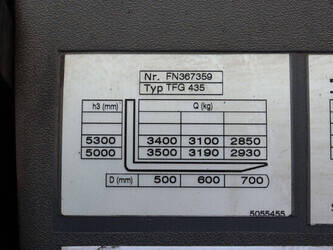 Nr. FN367359
Typ TFG 435
h3 (mm) Q (kg)
5300 3400 3100 2850
5000 3500 3190 2930
D (mm) 500 600 700
5055455